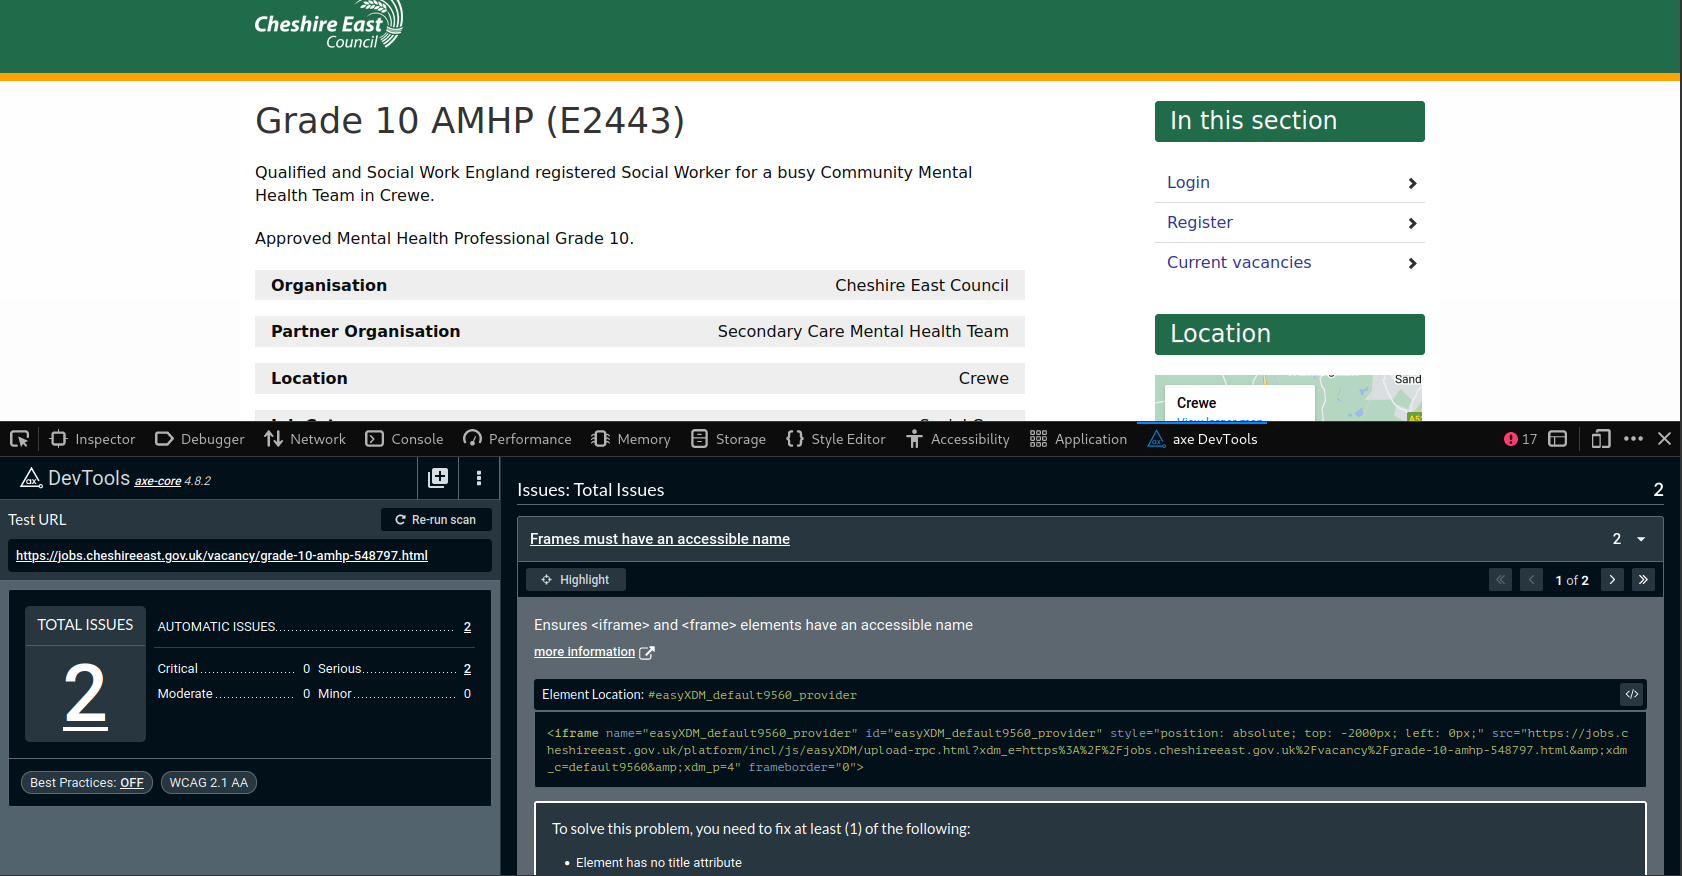 Cheshire East
Council
Grade 10 AMHP (E2443)
Qualified and Social Work England registered Social Worker for a busy Community Mental
Health Team in Crewe.
Approved Mental Health Professional Grade 10.
Organisation Cheshire East Council
Partner Organisation Secondary Care Mental Health Team
Location Crewe
In this section
Login
Register
Current vacancies
Location
Sand
Crewe
Inspector Debugger Network Console Performance Memory Storage Style Editor Accessibility Application axe DevTools 17
DevTools axe-core 4.8.2
Test URL
Re-run scan
https://jobs.cheshireeast.gov.uk/vacancy/grade-10-amhp-548797.html
TOTAL ISSUES
2
AUTOMATIC ISSUES 2
Critical 0 Serious 2
Moderate 0 Minor 0
Best Practices: OFF WCAG 2.1 AA
Issues: Total Issues 2
Frames must have an accessible name 2
Highlight
1 of 2
Ensures <iframe> and <frame> elements have an accessible name
more information
Element Location: #easyXDM_default9560_provider
<iframe name="easyXDM_default9560_provider" id="easyXDM_default9560_provider" style="position: absolute; top: -2000px; left: 0px;" src="https://jobs.c
heshireeast.gov.uk/platform/incl/js/easyXDM/upload-rpc.html?xdm_e=https%3A%2F%2Fjobs.cheshireeast.gov.uk%2Fvacancy%2Fgrade-10-amhp-548797.html&amp;xdm
_c=default9560&amp;xdm_p=4" frameborder="0">
To solve this problem, you need to fix at least (1) of the following:
• Element has no title attribute